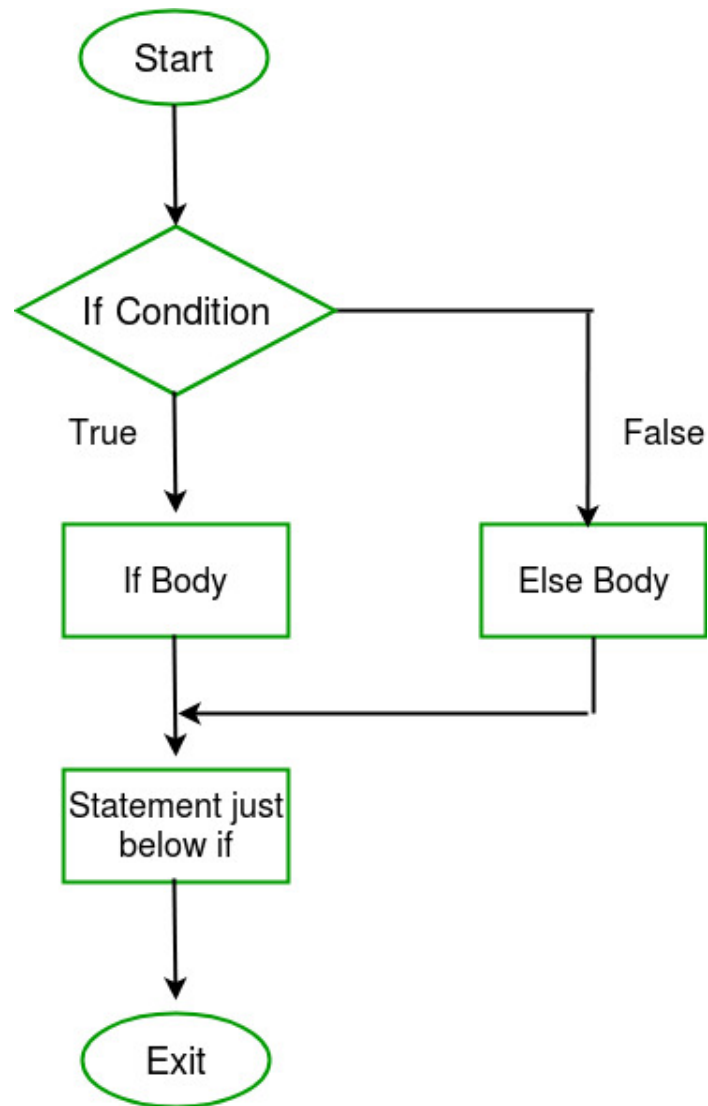 Start
If Condition
True
False
If Body
Else Body
Statement just
below if
Exit